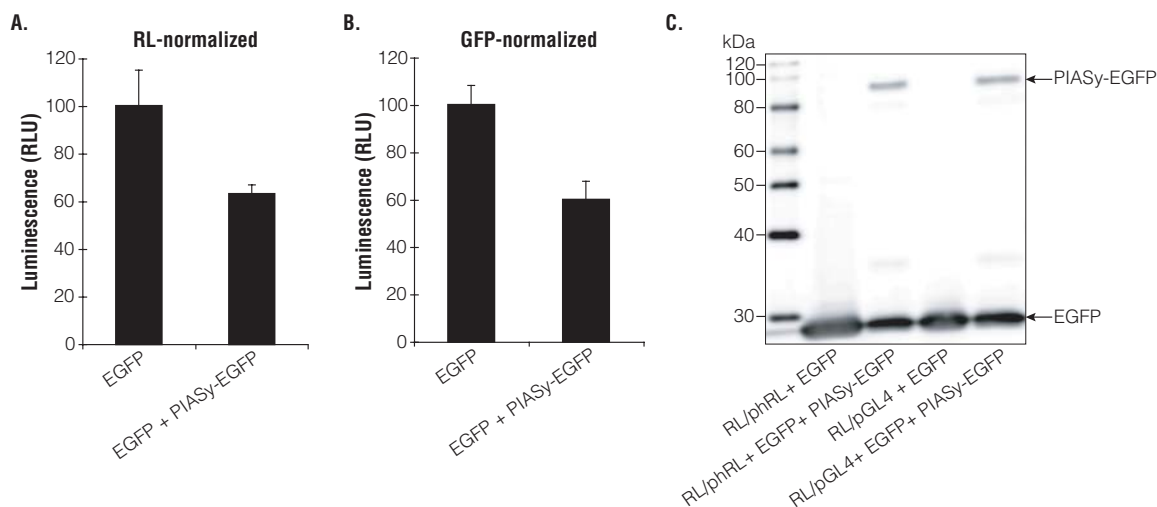 A.
RL-normalized
Luminescence (RLU)
120
100
80
60
40
20
0
EGFP
EGFP + PIASy-EGFP
B.
GFP-normalized
Luminescence (RLU)
120
100
80
60
40
20
0
EGFP
EGFP + PIASy-EGFP
C.
kDa
120
100
80
60
50
40
30
PIASy-EGFP
EGFP
RL/phRL+ EGFP
RL/phRL+ EGFP+ PIASy-EGFP
RL/pGL4 + EGFP
RL/pGL4+ EGFP+ PIASy-EGFP